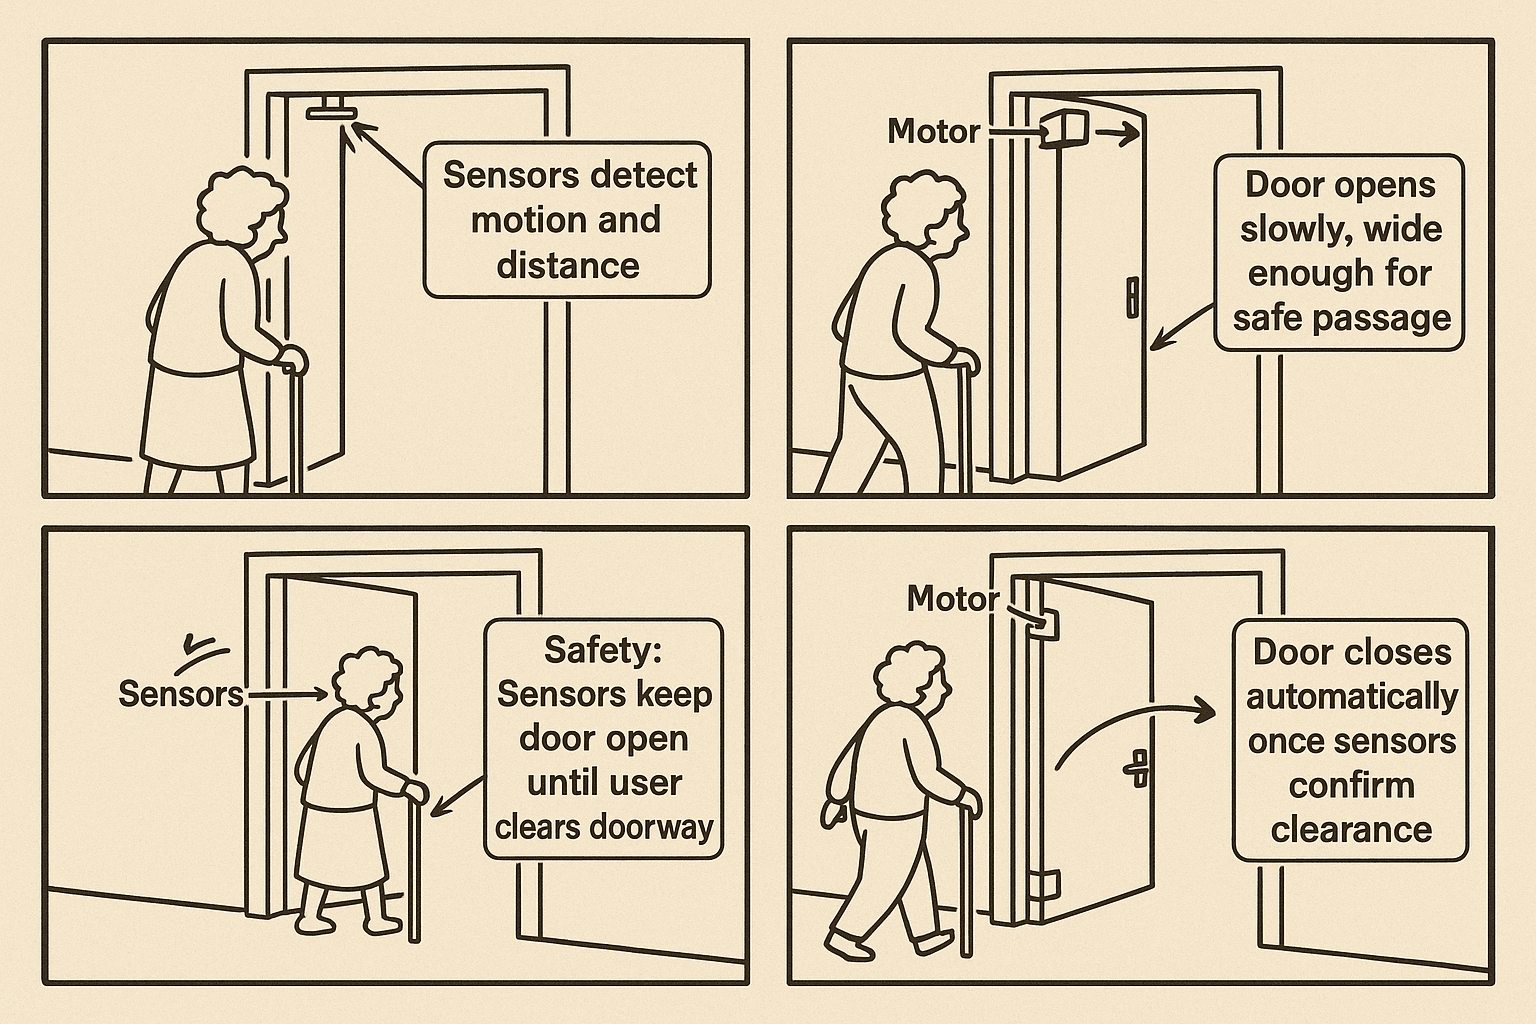 Sensors detect
motion and
distance
Motor
Door opens
slowly, wide
enough for
safe passage
Sensors
Safety:
Sensors keep
door open
until user
clears doorway
Motor
Door closes
automatically
once sensors
confirm
clearance